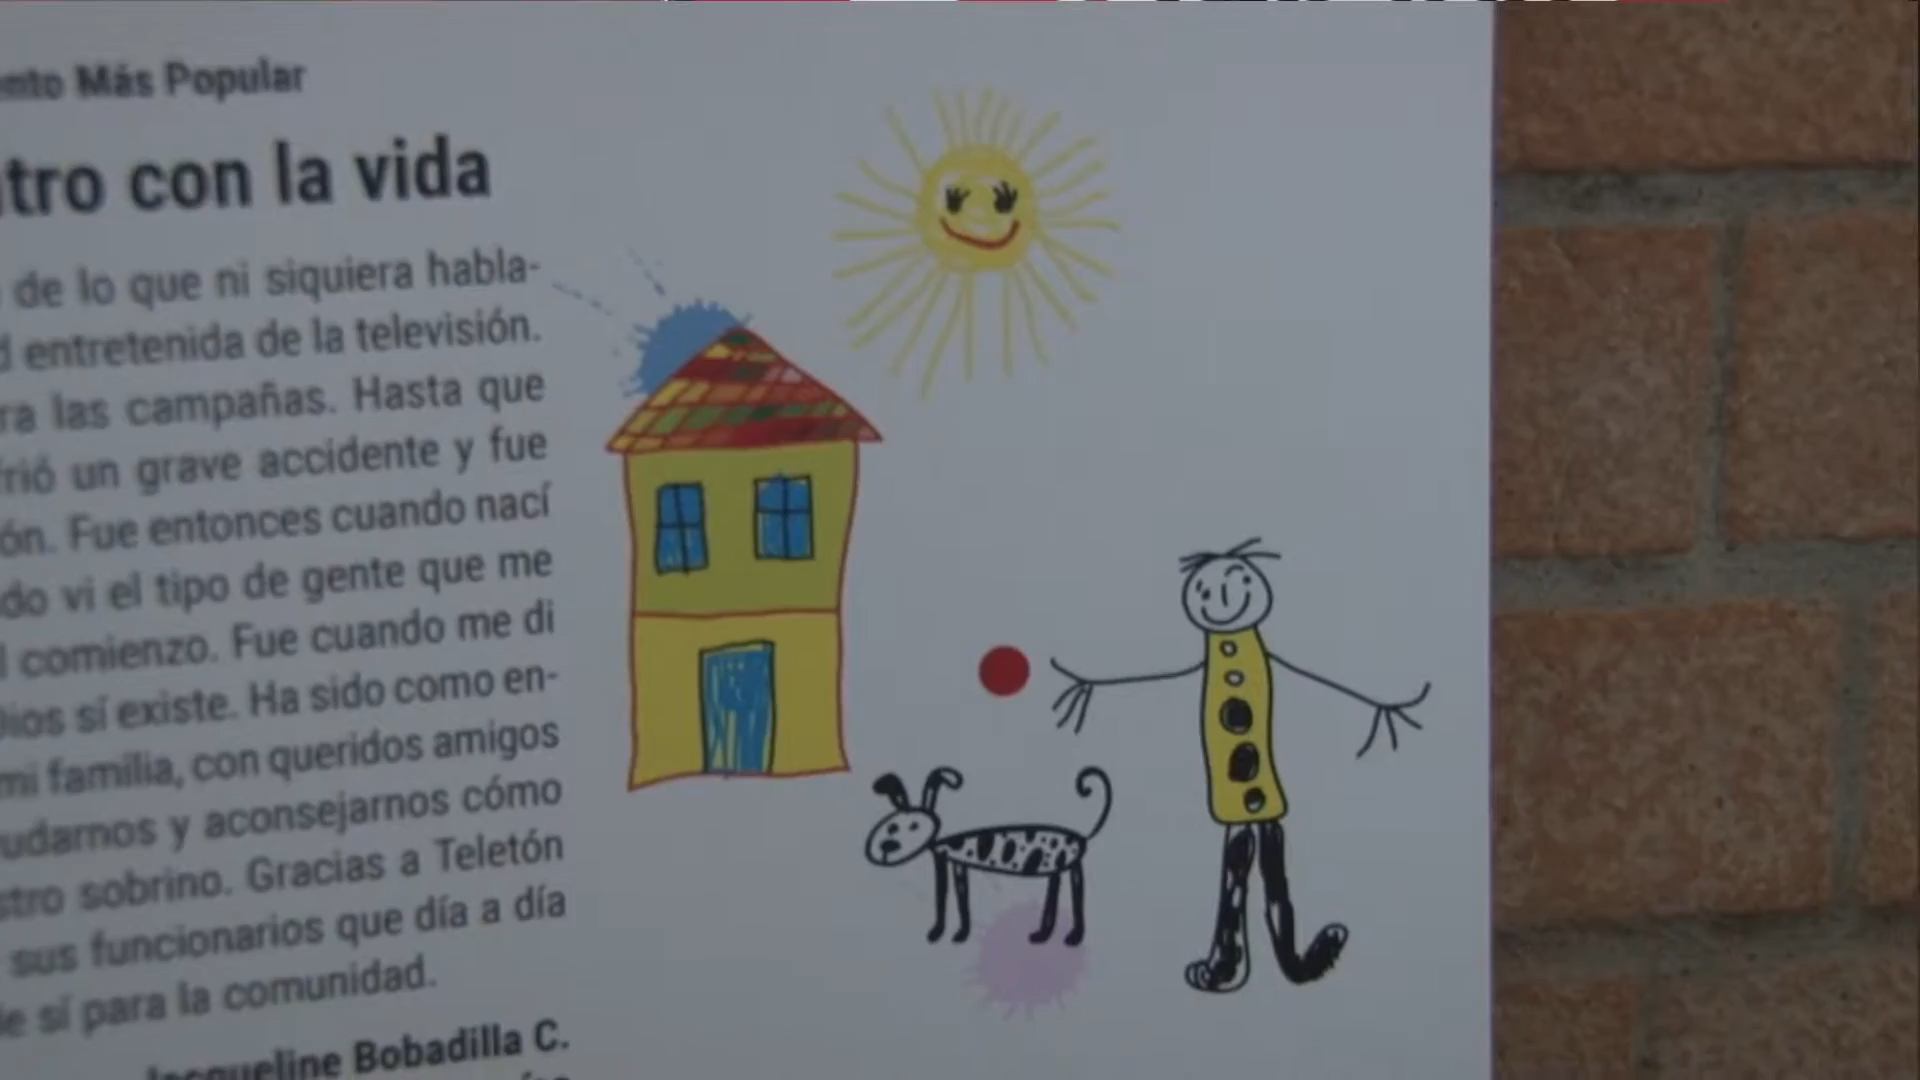 Más Popular
con la vida
de lo que ni siquiera habla-
entretenida de la televisión.
las campañas. Hasta que
un grave accidente y fue
Fue entonces cuando nací
vi el tipo de gente que me
comienzo. Fue cuando me di
sí existe. Ha sido como en-
mi familia, con queridos amigos
y aconsejarnos cómo
sobrino. Gracias a Teletón
sus funcionarios que día a día
sí para la comunidad.
Jacqueline Bobadilla C.